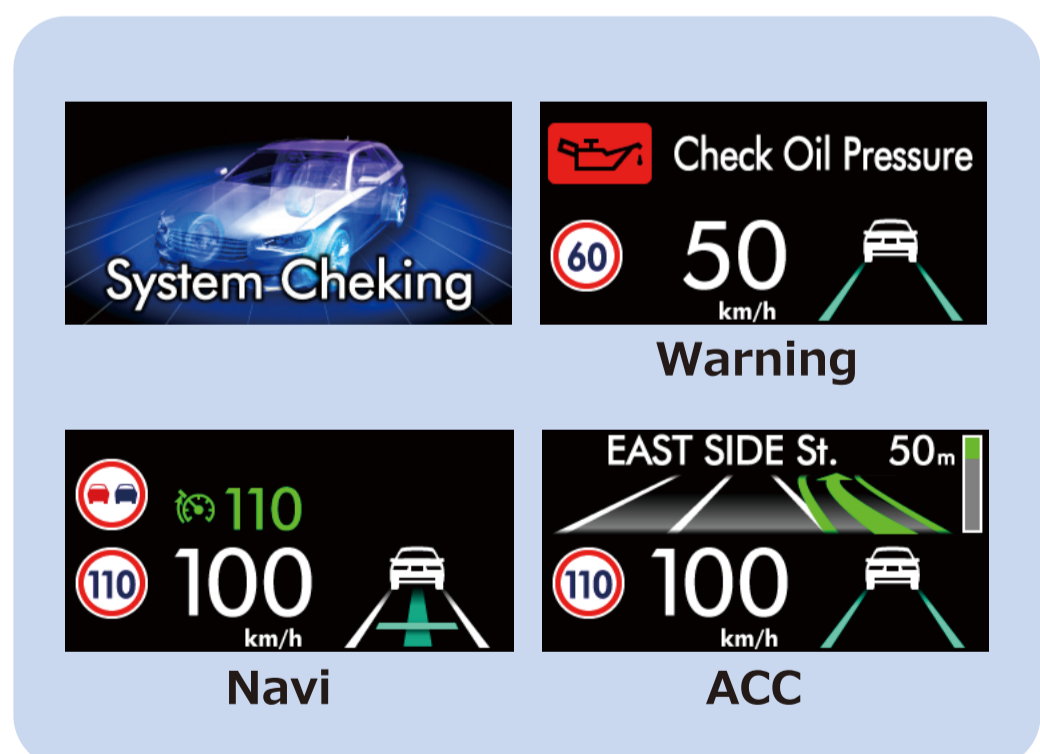 System Cheking
Check Oil Pressure
60
50
km/h
Warning
110
110
100
km/h
Navi
EAST SIDE St.
50m
110
100
km/h
ACC